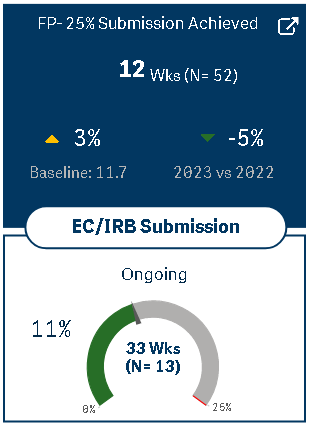 FP- 25% Submission Achieved
12 Wks (N= 52)
3%
-5%
Baseline: 11.7
2023 vs 2022
EC/IRB Submission
Ongoing
11%
33 Wks
(N= 13)
0%
25%